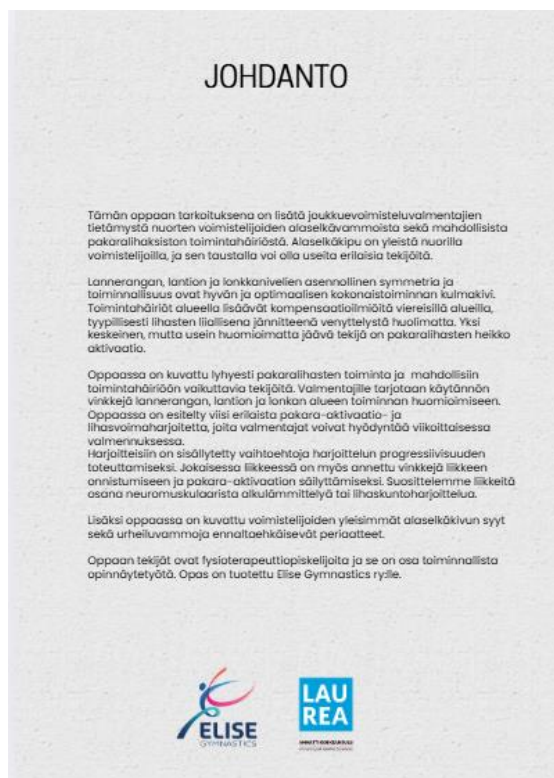 JOHDANTO
Tämän oppaan tarkoituksena on lisätä joukkuevoimisteluvalmentajien
tietämystä nuorten voimistelijoiden alaselkävammoista sekä mahdollisista
pakaralihaksiston toimintahäiriöstä. Alaselkäkipu on yleistä nuorilla
voimistelijoilla, ja sen taustalla voi olla useita erilaisia tekijöitä.
Lannerangan, lantion ja lonkkanivelien asennollinen symmetria ja
toiminnallisuus ovat hyvän ja optimaalisen kokonaistoiminnan kulmakivi.
Toimintahäiriöt alueella lisäävät kompensaatioilmiöitä viereisillä alueilla,
tyypillisesti lihasten liiallisena jännitteenä venyttelystä huolimatta. Yksi
keskeinen, mutta usein huomioimatta jäävä tekijä on pakaralihasten heikko
aktivaatio.
Oppaassa on kuvattu lyhyesti pakaralihasten toiminta ja mahdollisiin
toimintahäiriöön vaikuttavia tekijöitä. Valmentajille tarjotaan käytännön
vinkkejä lannerangan, lantion ja lonkan alueen toiminnan huomioimiseen.
Oppaassa on esitelty viisi erilaista pakara-aktivaatio- ja
lihasvoimaharjoitetta, joita valmentajat voivat hyödyntää viikoittaisessa
valmennuksessa.
Harjoitteisiin on sisällytetty vaihtoehtoja harjoittelun progressiivisuuden
toteuttamiseksi. Jokaisessa liikkeessä on myös annettu vinkkejä liikkeen
onnistumiseen ja pakara-aktivaation säilyttämiseksi. Suosittelemme liikkeitä
osana neuromuskulaarista alkulämmittelyä tai lihaskuntoharjoittelua.
Lisäksi oppaassa on kuvattu voimistelijoiden yleisimmät alaselkäkivun syyt
sekä urheiluvammoja ennaltaehkäisevät periaatteet.
Oppaan tekijät ovat fysioterapeuttiopiskelijoita ja se on osa toiminnallista
opinnäytetyötä. Opas on tuotettu Elise Gymnastics ry:lle.
ELISE
GYMNASTICS
LAU
REA